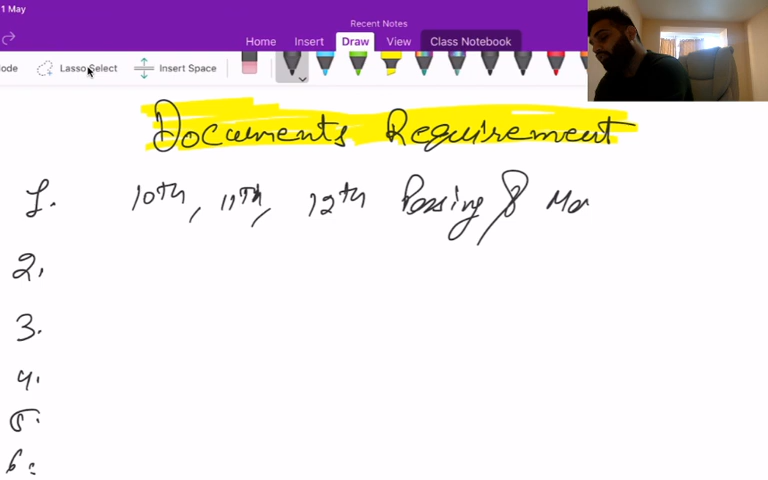 1 May
Recent Notes
Home Insert Draw View Class Notebook
ode Lasso Select Insert Space
Documents Requirement
1. 10th, 11th, 12th Passing & Mar
2.
3.
4.
5.
6.